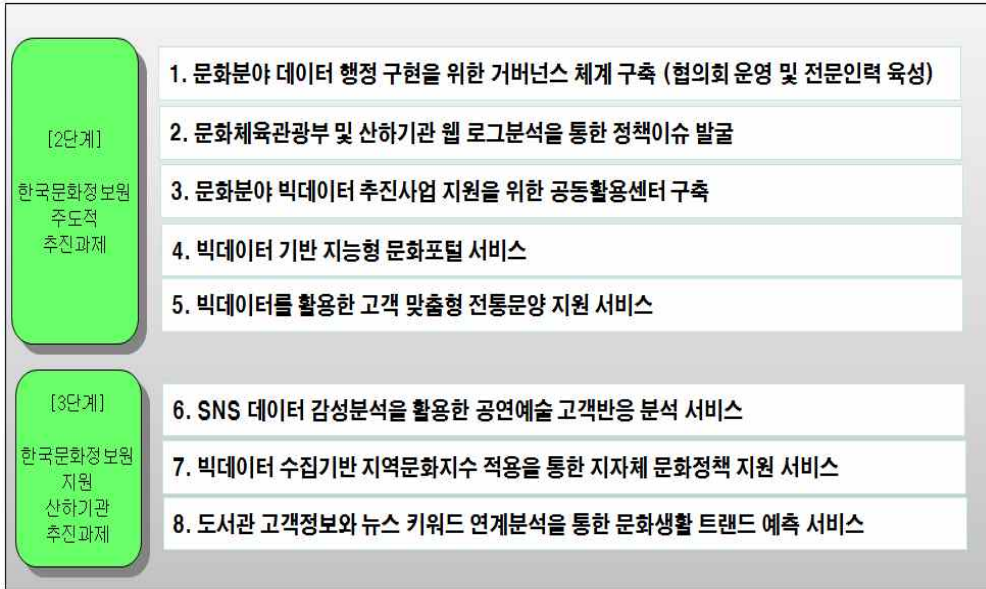 [2단계]
한국문화정보원
주도적
추진과제
1. 문화분야 데이터 행정 구현을 위한 거버넌스 체계 구축 (협의회 운영 및 전문인력 육성)
2. 문화체육관광부 및 산하기관 웹 로그분석을 통한 정책이슈 발굴
3. 문화분야 빅데이터 추진사업 지원을 위한 공동활용센터 구축
4. 빅데이터 기반 지능형 문화포털 서비스
5. 빅데이터를 활용한 고객 맞춤형 전통문양 지원 서비스
[3단계]
한국문화정보원
지원
산하기관
추진과제
6. SNS 데이터 감성분석을 활용한 공연예술 고객반응 분석 서비스
7. 빅데이터 수집기반 지역문화지수 적용을 통한 지자체 문화정책 지원 서비스
8. 도서관 고객정보와 뉴스 키워드 연계분석을 통한 문화생활 트랜드 예측 서비스